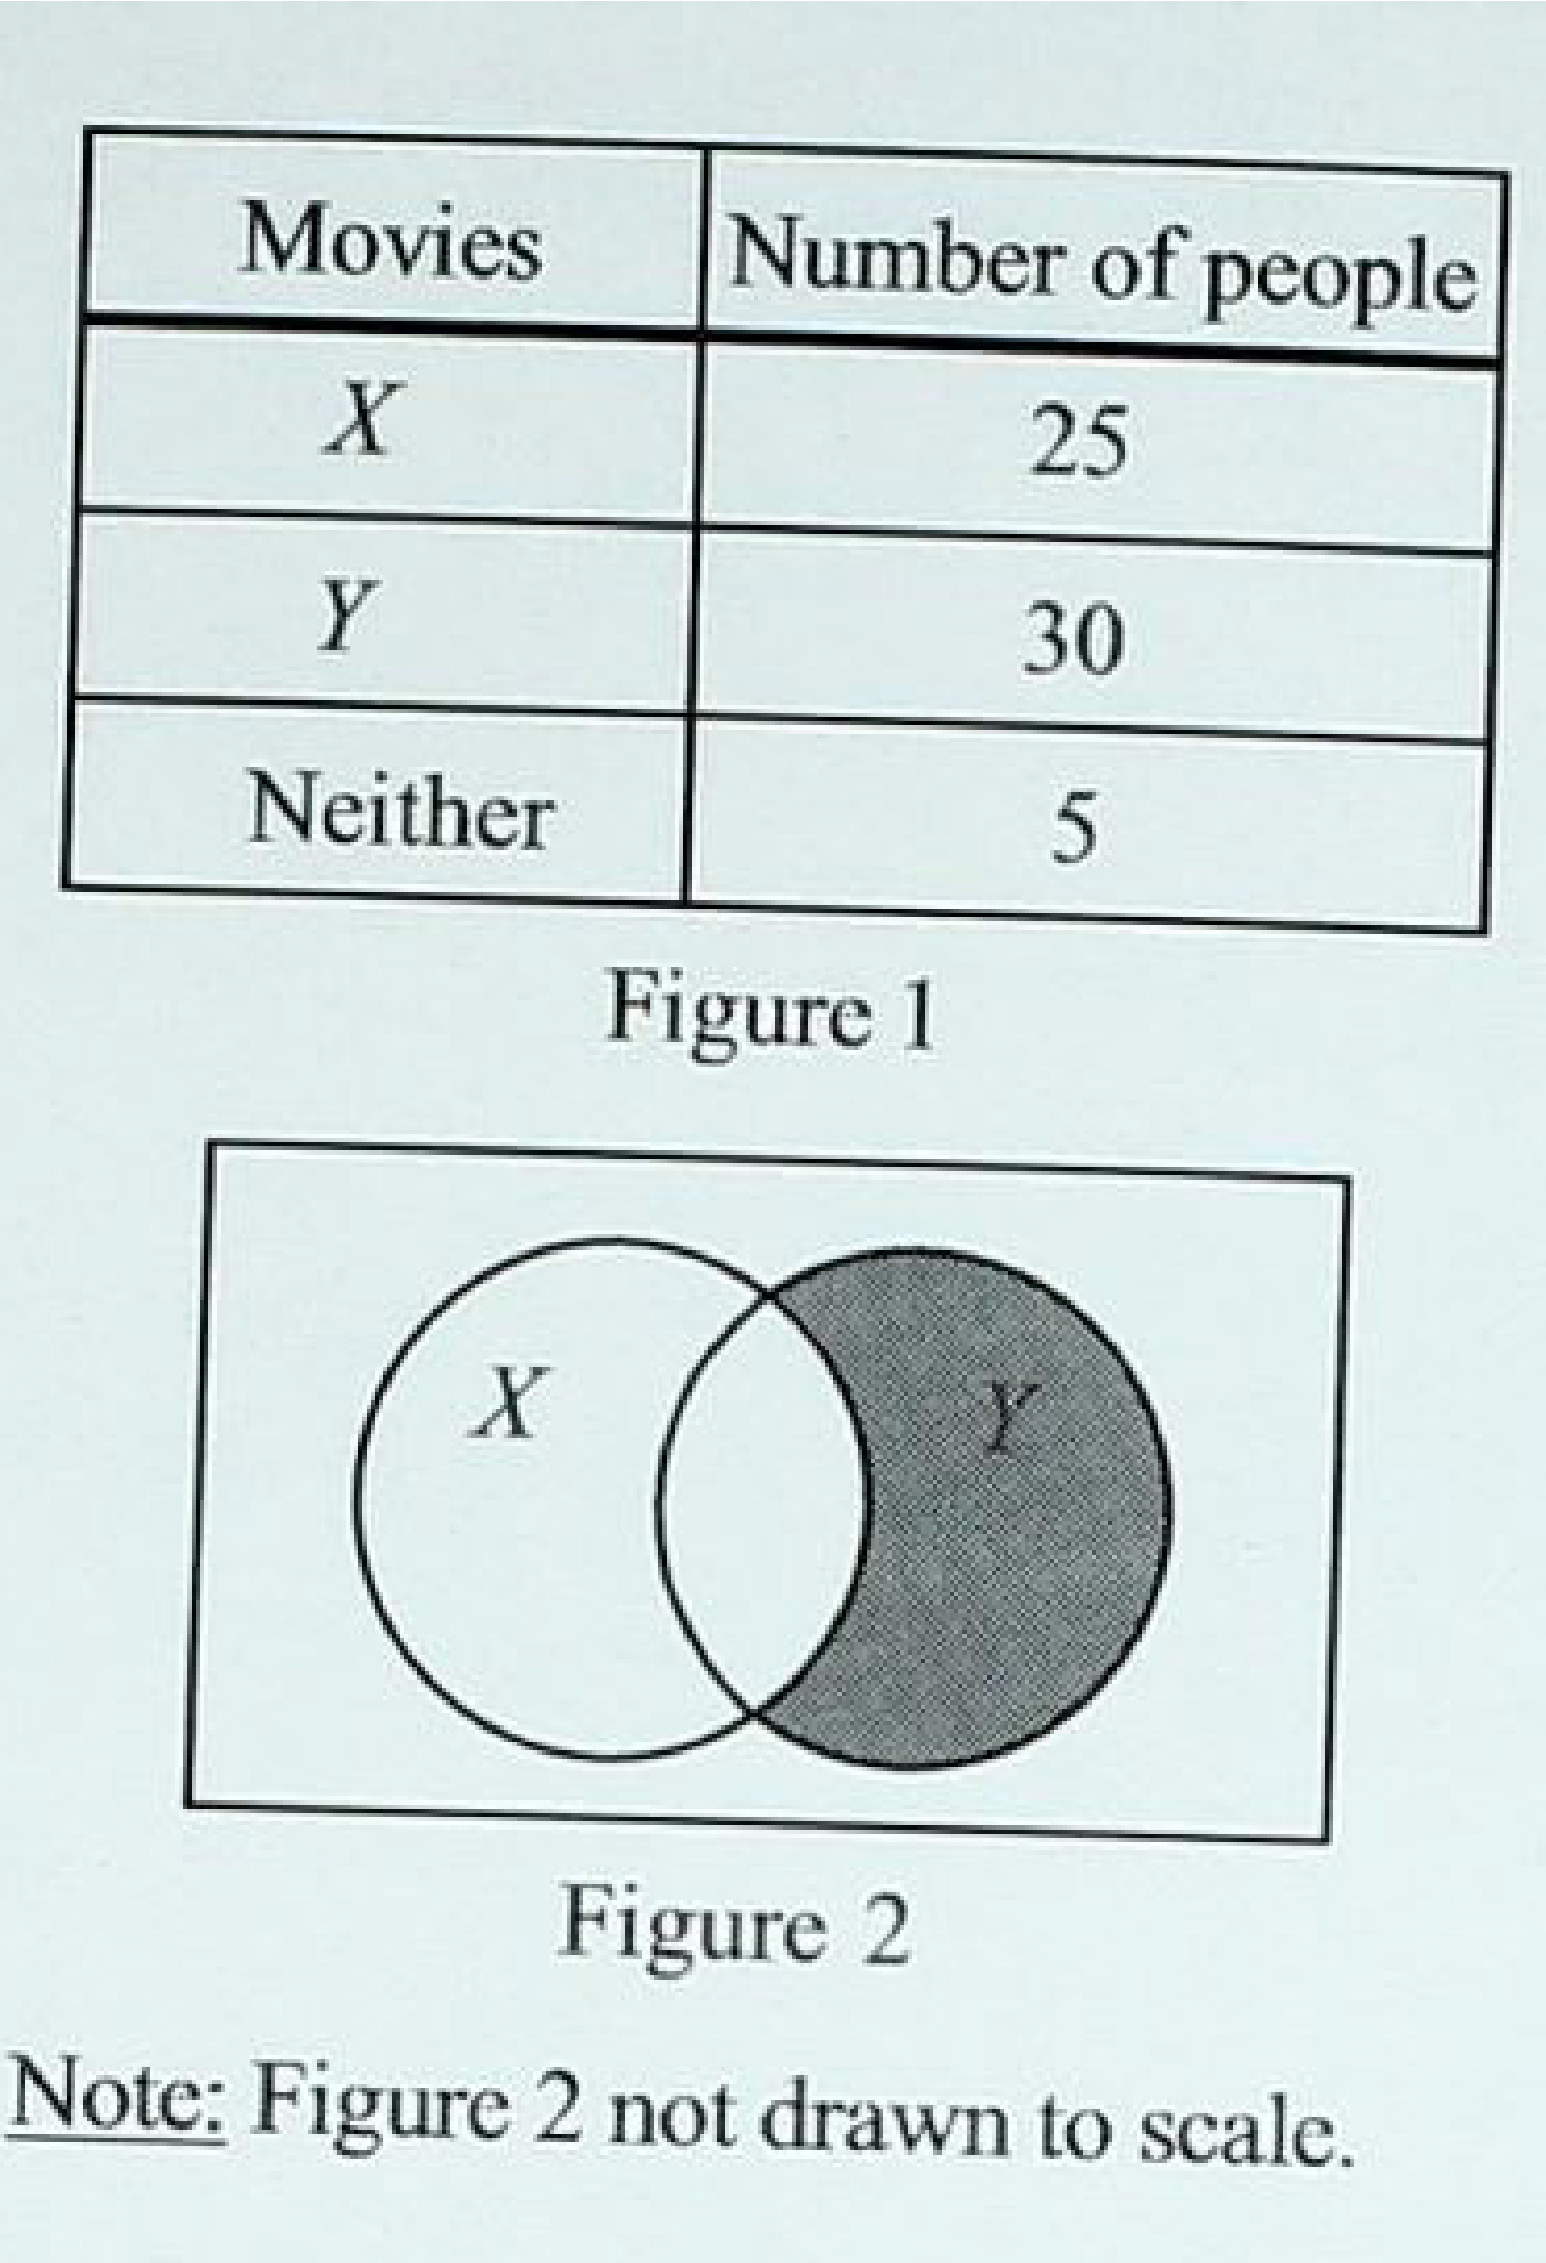 Movies Number of people
X 25
Y 30
Neither 5
Figure 1
X Y
Figure 2
Note: Figure 2 not drawn to scale.